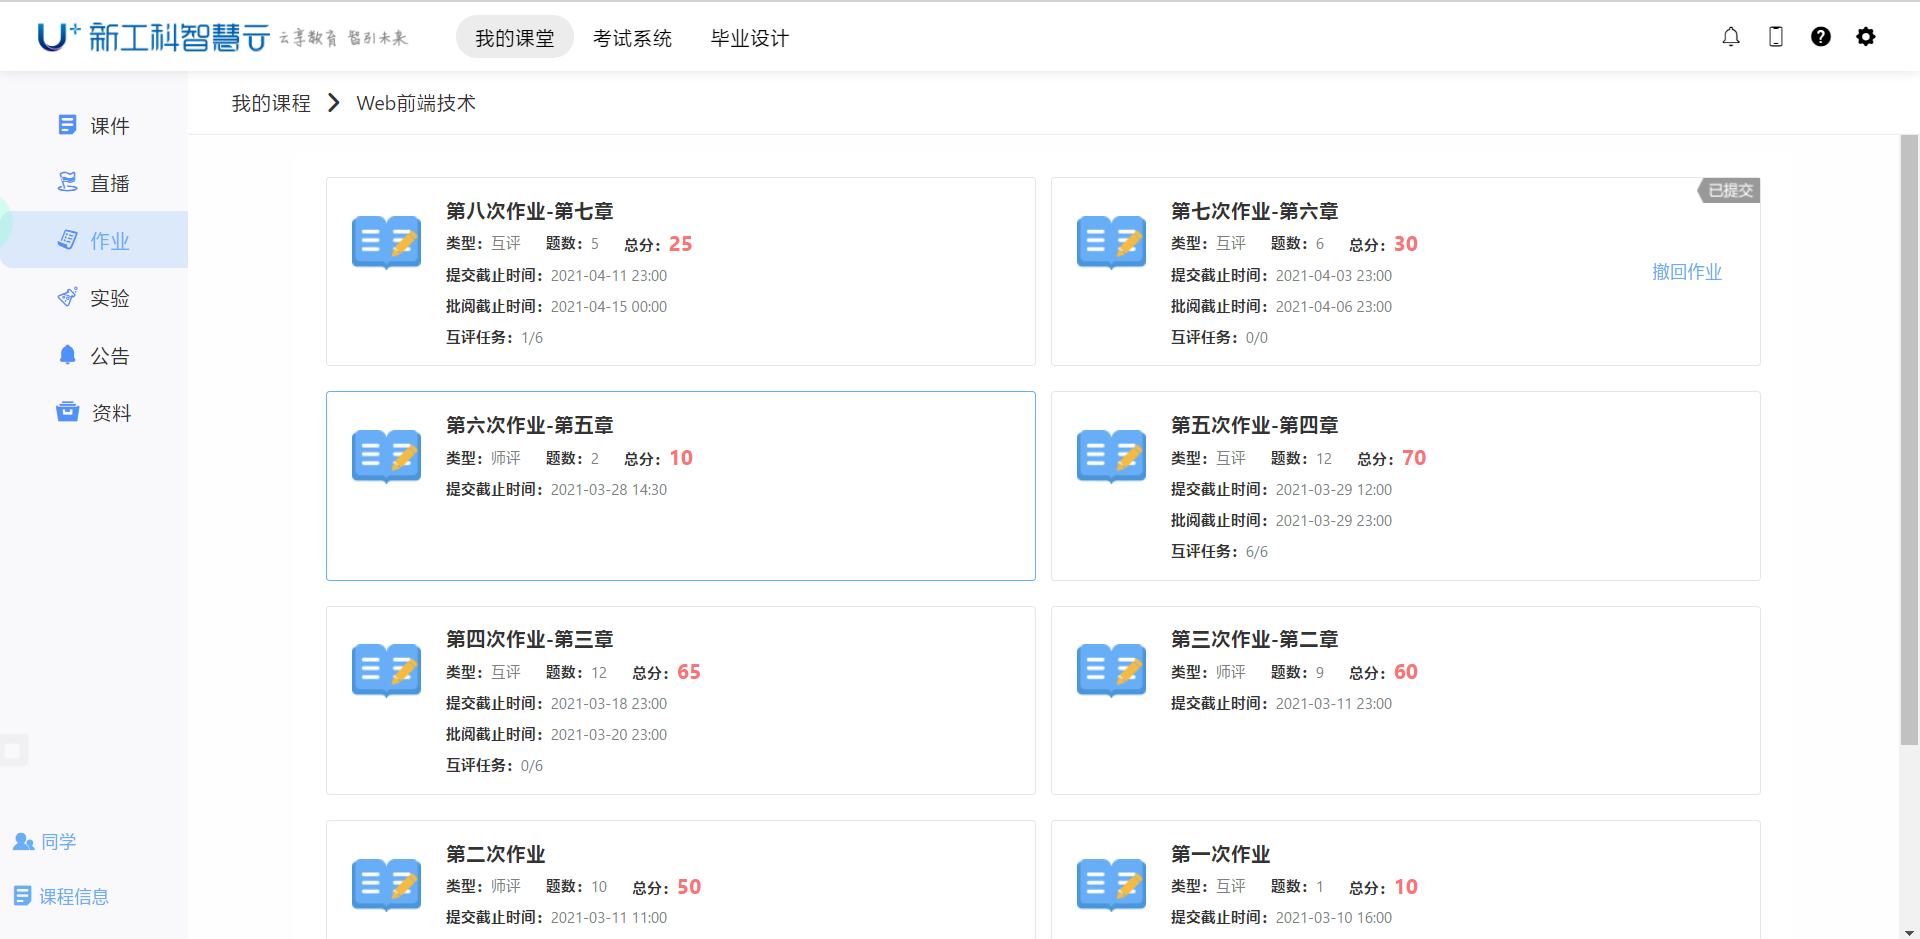 U+ 新工科智慧云 云享教育 智引未来
我的课堂 考试系统 毕业设计
我的课程 Web前端技术
课件
直播
作业
实验
公告
资料
同学
课程信息
第八次作业-第七章
类型：互评 题数：5 总分：25
提交截止时间：2021-04-11 23:00
批阅截止时间：2021-04-15 00:00
互评任务：1/6
已提交
第七次作业-第六章
类型：互评 题数：6 总分：30
提交截止时间：2021-04-03 23:00
批阅截止时间：2021-04-06 23:00
互评任务：0/0
撤回作业
第六次作业-第五章
类型：师评 题数：2 总分：10
提交截止时间：2021-03-28 14:30
第五次作业-第四章
类型：互评 题数：12 总分：70
提交截止时间：2021-03-29 12:00
批阅截止时间：2021-03-29 23:00
互评任务：6/6
第四次作业-第三章
类型：互评 题数：12 总分：65
提交截止时间：2021-03-18 23:00
批阅截止时间：2021-03-20 23:00
互评任务：0/6
第三次作业-第二章
类型：师评 题数：9 总分：60
提交截止时间：2021-03-11 23:00
第二次作业
类型：师评 题数：10 总分：50
提交截止时间：2021-03-11 11:00
第一次作业
类型：互评 题数：1 总分：10
提交截止时间：2021-03-10 16:00